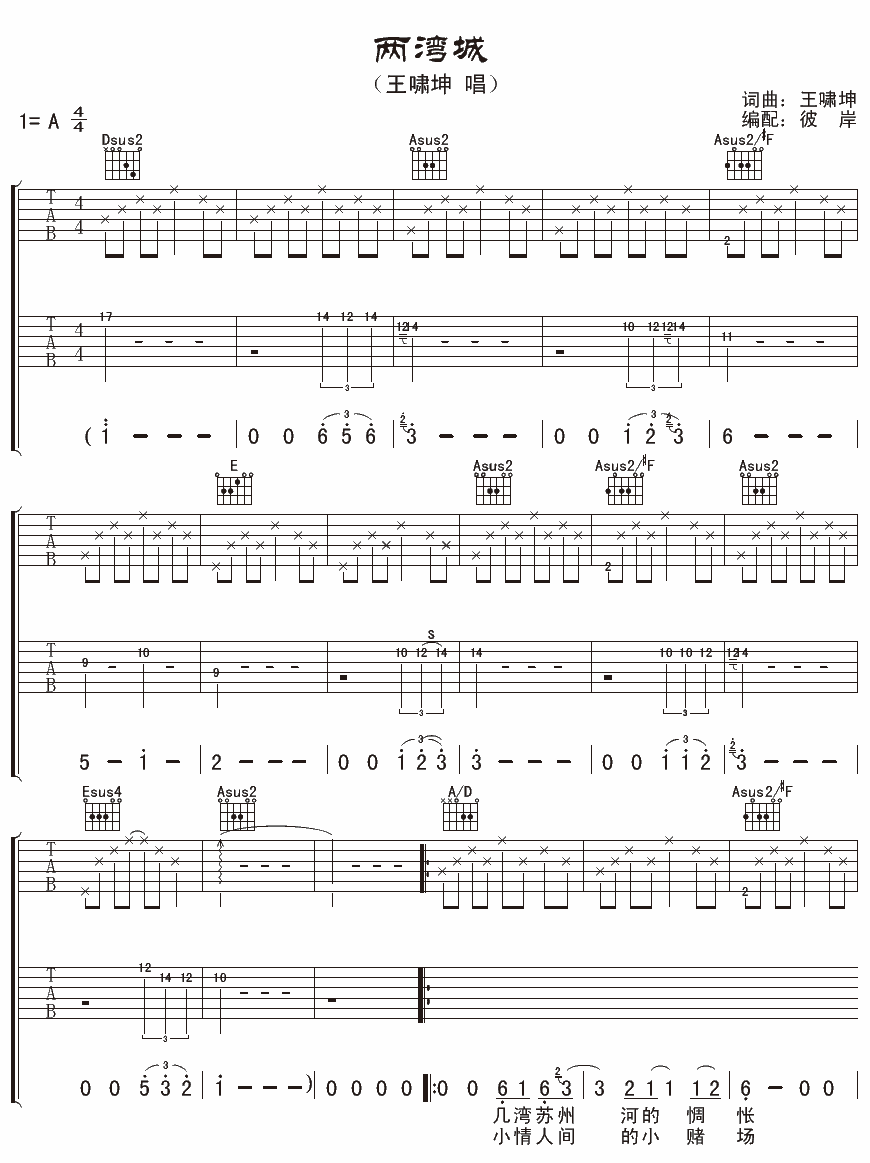 两湾城
（王啸坤 唱）
词曲：王啸坤
1= A 4/4 编配：彼 岸
Dsus2 Asus2 Asus2/#F
T A B 4 4 2
T A B 4 4 17 14 12 14 12 14 10 12 12 14 11
3 3
( 1 - - - 0 0 6 5 6 2 3 - - - 0 0 1 2 2 3 6 - - -
E Asus2 Asus2/#F Asus2
T A B 2
S
T A B 9 10 9 10 12 14 14 10 10 12 12 14
3 3
5 - 1 - 2 - - - 0 0 1 2 3 3 - - - 0 0 1 1 2 2 3 - - -
Esus4 Asus2 A/D Asus2/#F
T A B 2
T A B 12 14 12 10
3
0 0 5 3 2 1 - - - ) 0 0 0 0 0 0 6 1 6 2 3 3 2 1 1 1 2 6 - 0 0
几湾苏州 河的 惆 怅
小情人间 的小 赌 场